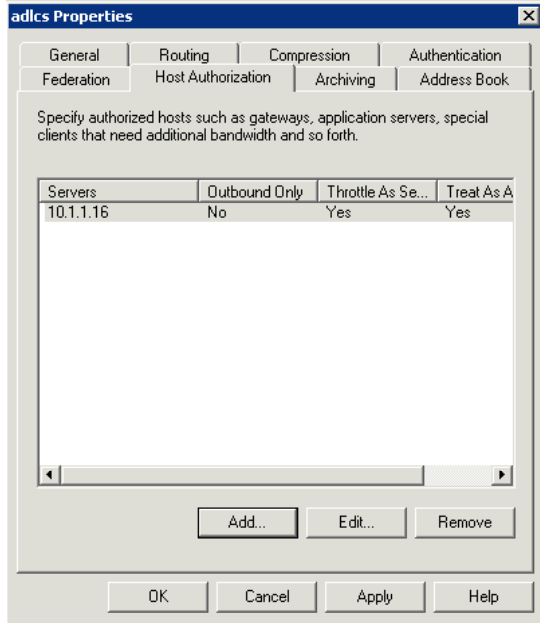 adlcs Properties
General Routing Compression Authentication
Federation Host Authorization Archiving Address Book
Specify authorized hosts such as gateways, application servers, special
clients that need additional bandwidth and so forth.
Servers Outbound Only Throttle As Se... Treat As A
10.1.1.16 No Yes Yes
Add... Edit... Remove
OK Cancel Apply Help